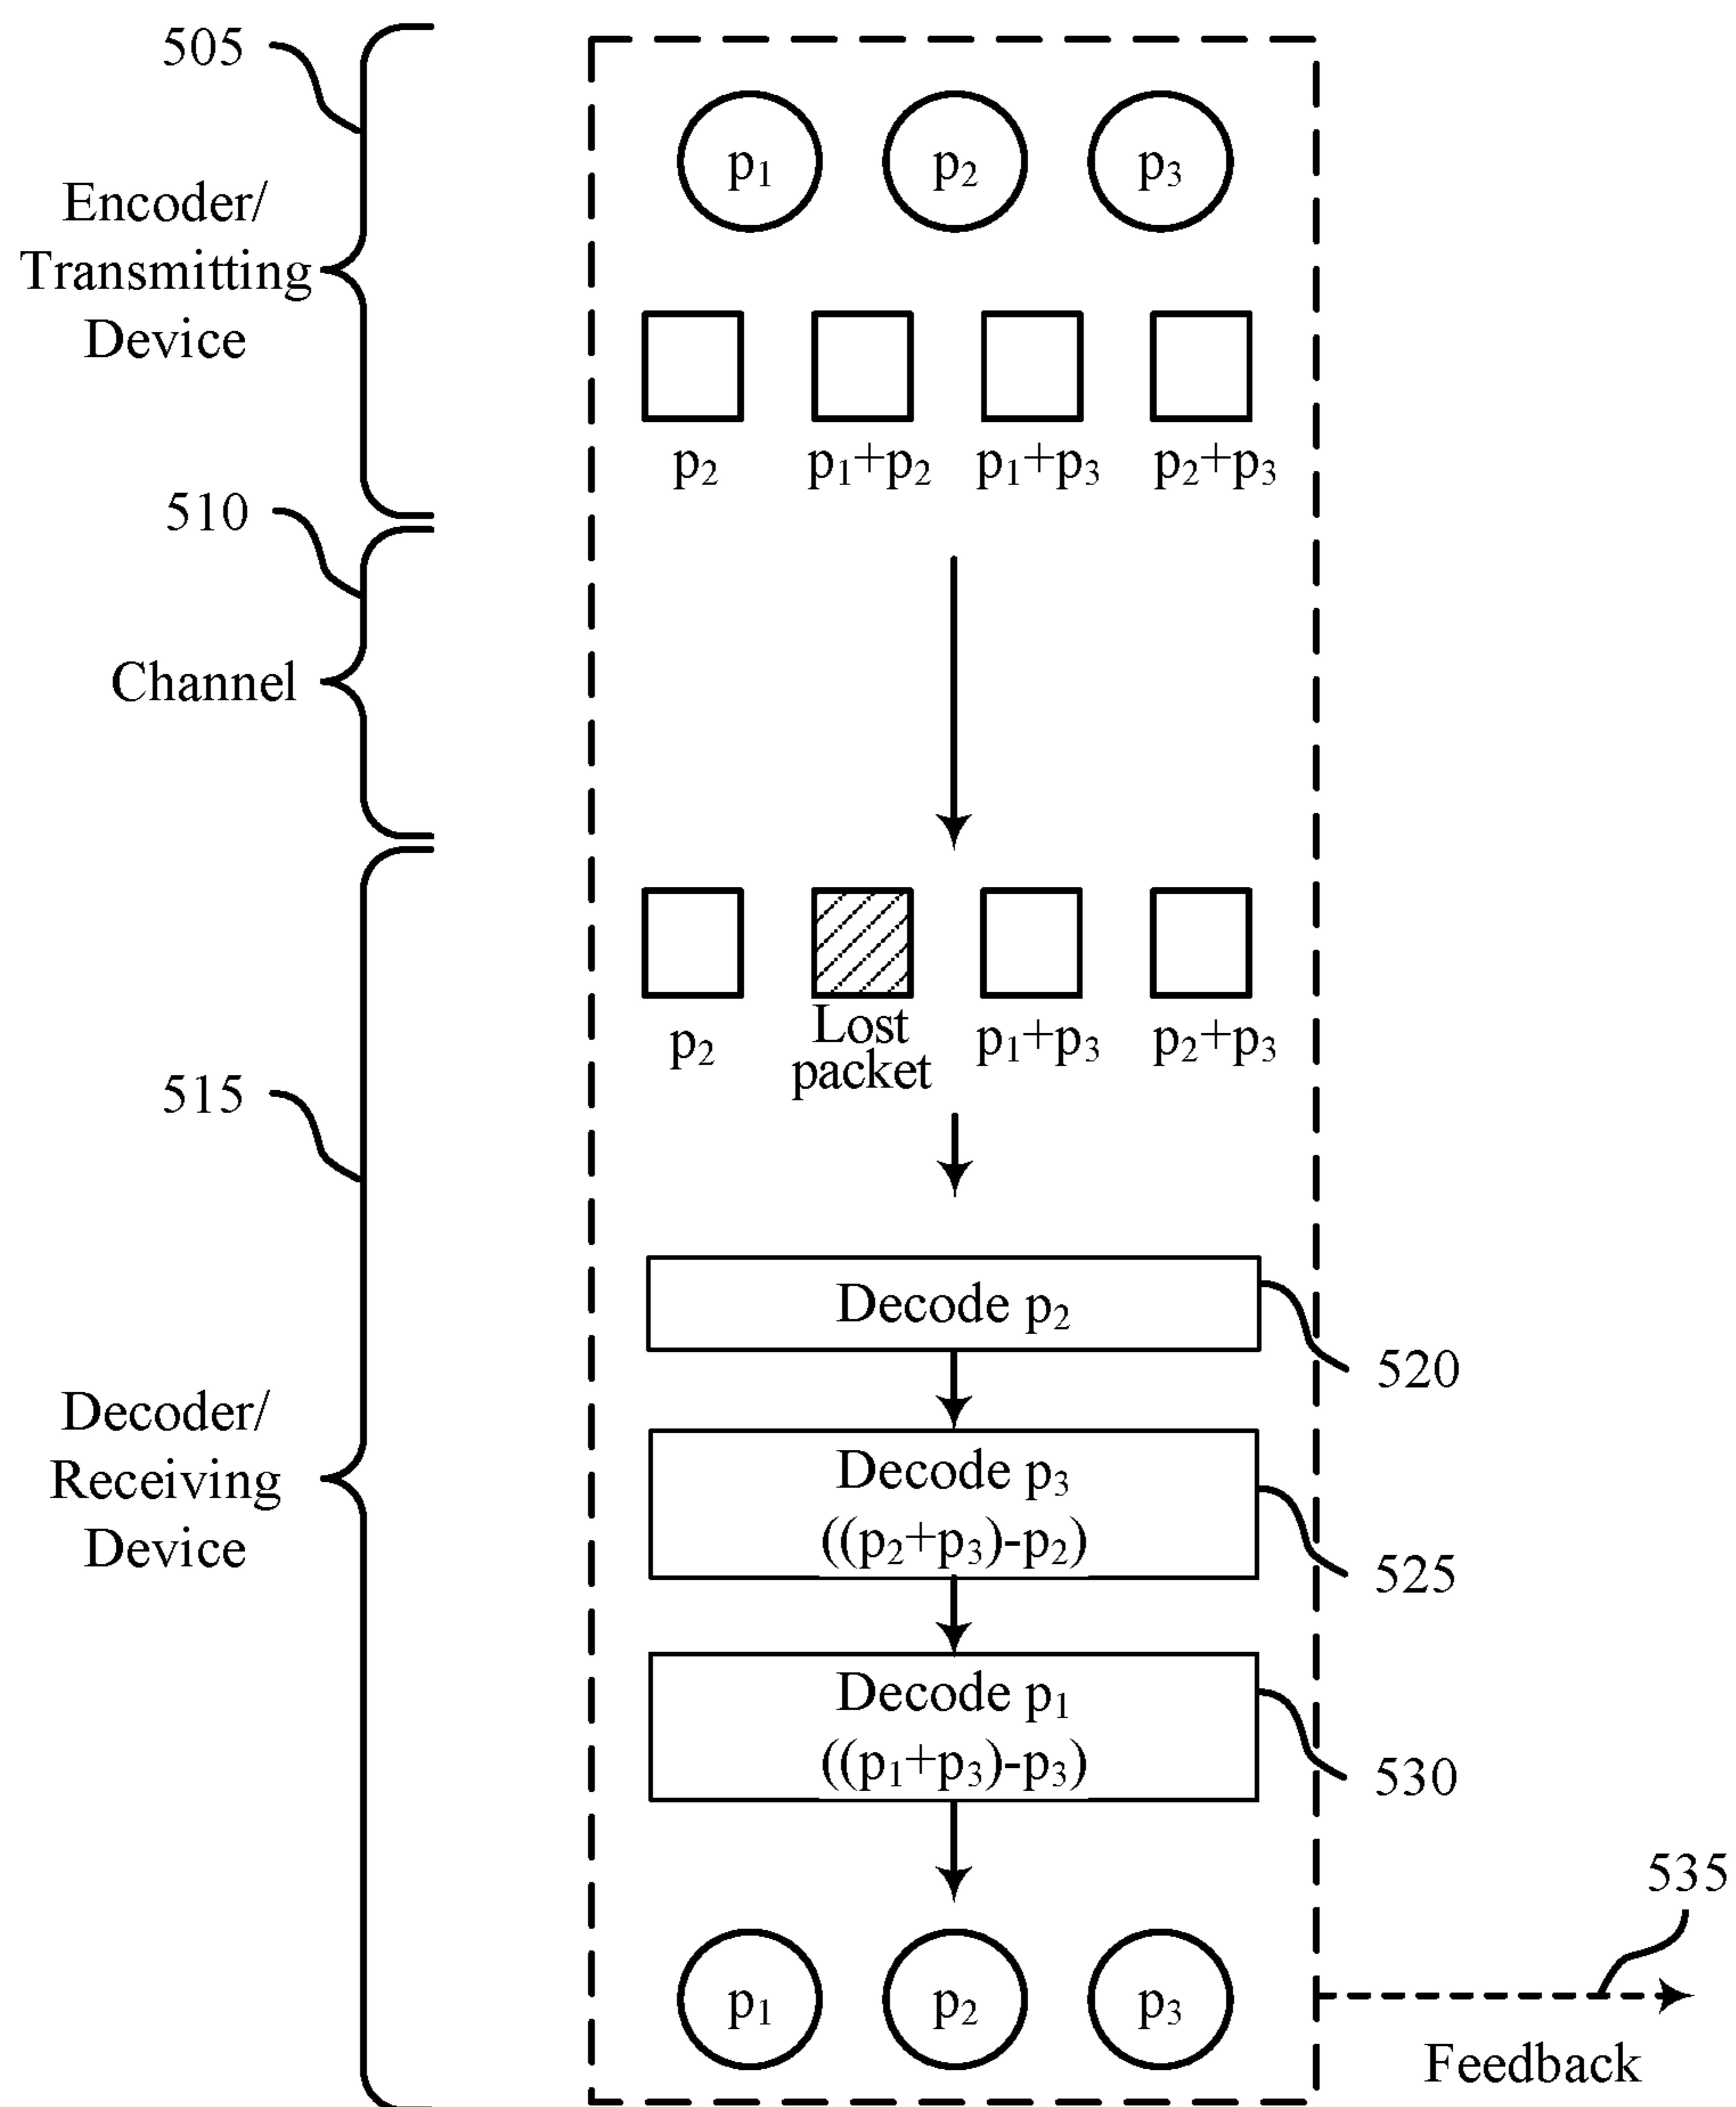 505
p₁ p₂ p₃
Encoder/
Transmitting
Device
p₂ p₁+p₂ p₁+p₃ p₂+p₃
510
Channel
p₂ Lost packet p₁+p₃ p₂+p₃
515
Decode p₂
520
Decoder/
Receiving
Device
Decode p₃
((p₂+p₃)-p₂)
525
Decode p₁
((p₁+p₃)-p₃)
530
535
p₁ p₂ p₃
Feedback